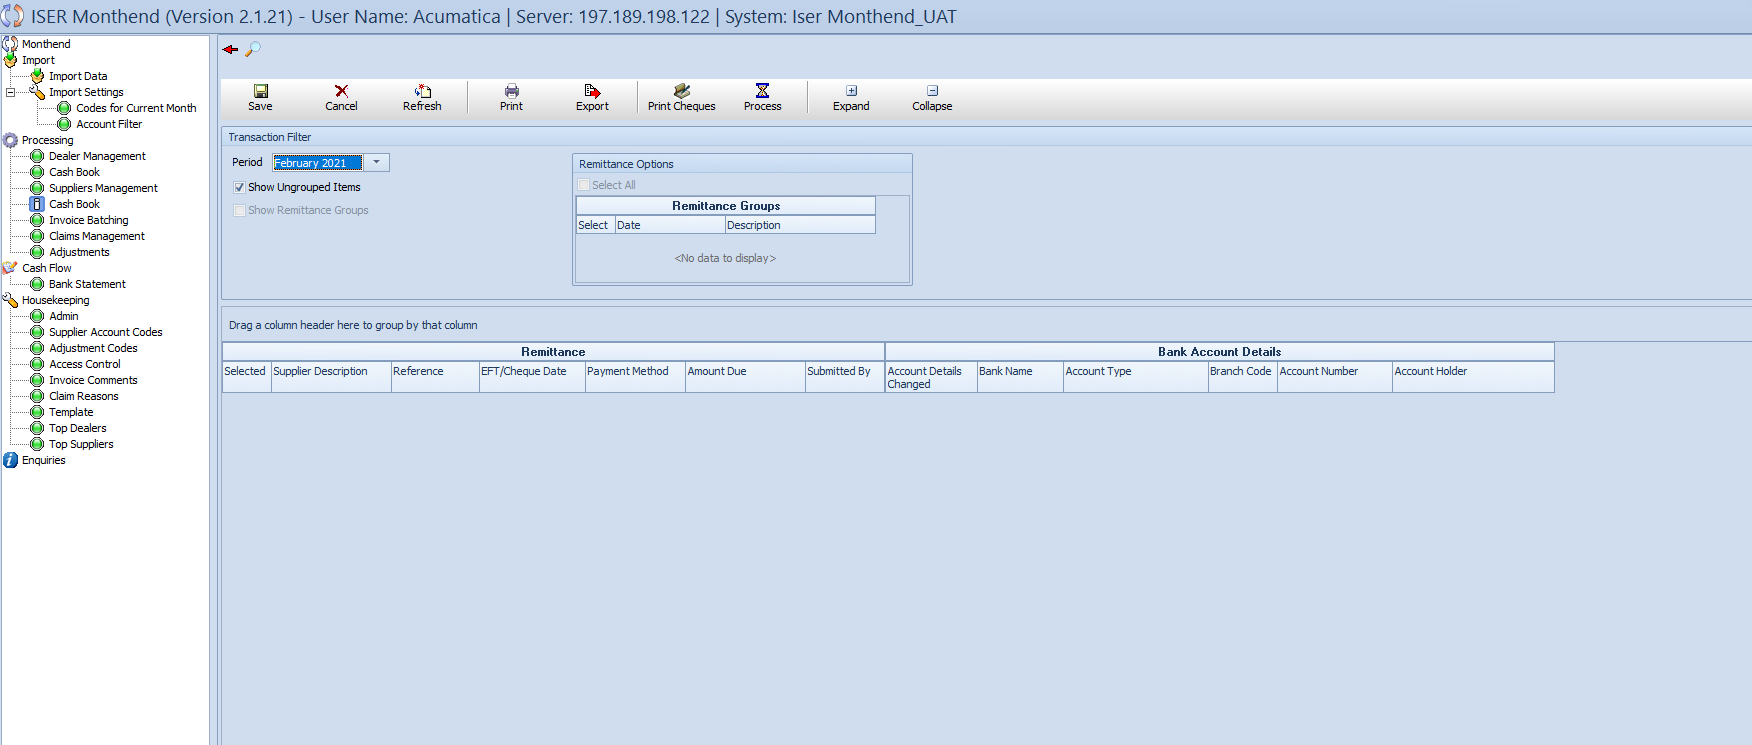 ISER Monthend (Version 2.1.21) - User Name: Acumatica | Server: 197.189.198.122 | System: Iser Monthend_UAT
Monthend
Import
Import Data
Import Settings
Codes for Current Month
Account Filter
Processing
Dealer Management
Cash Book
Suppliers Management
Cash Book
Invoice Batching
Claims Management
Adjustments
Cash Flow
Bank Statement
Housekeeping
Admin
Supplier Account Codes
Adjustment Codes
Access Control
Invoice Comments
Claim Reasons
Template
Top Dealers
Top Suppliers
Enquiries
Save Cancel Refresh Print Export Print Cheques Process Expand Collapse
Transaction Filter
Period February 2021
Show Ungrouped Items
Show Remittance Groups
Remittance Options
Select All
Remittance Groups
Select Date Description
<No data to display>
Drag a column header here to group by that column
Remittance Bank Account Details
Selected Supplier Description Reference EFT/Cheque Date Payment Method Amount Due Submitted By Account Details Bank Name Account Type Branch Code Account Number Account Holder
Changed